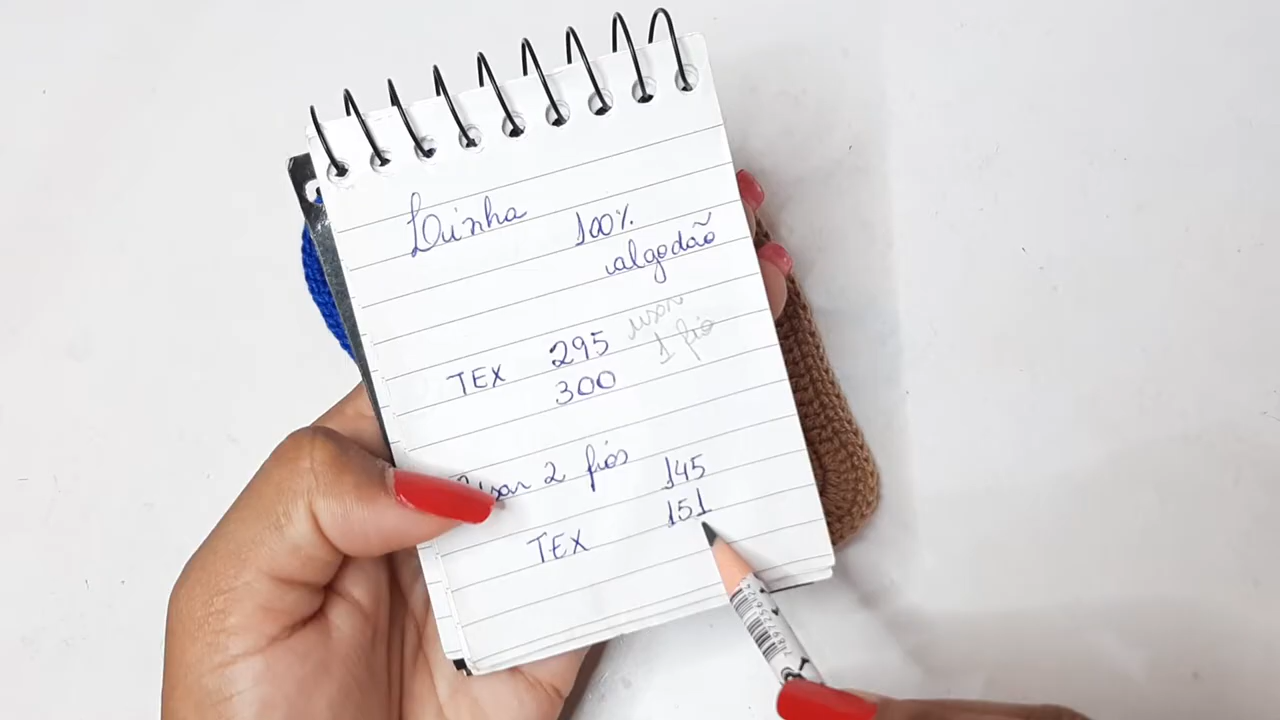 Linha
100%
algodão
TEX 295
300
usar
1 fio
usar 2 fios
145
TEX 151